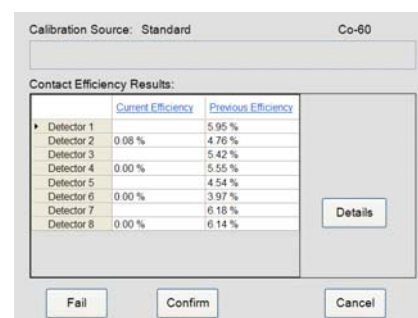 Calibration Source: Standard Co-60
Contact Efficiency Results:
Current Efficiency Previous Efficiency
Detector 1 5.95 %
Detector 2 0.08 % 4.76 %
Detector 3 5.42 %
Detector 4 0.00 % 5.55 %
Detector 5 4.54 %
Detector 6 0.00 % 3.97 %
Detector 7 6.18 %
Detector 8 0.00 % 6.14 %
Details
Fail Confirm Cancel